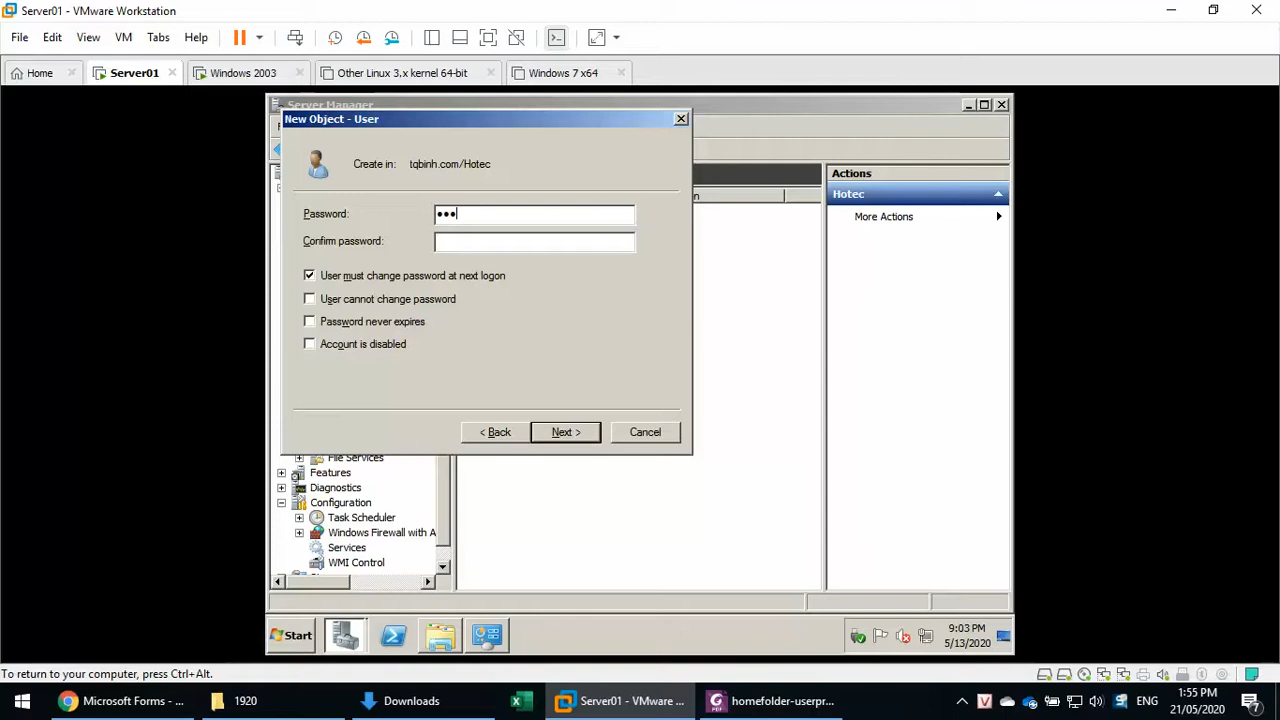 Server01 - VMware Workstation
File Edit View VM Tabs Help
Home Server01 Windows 2003 Other Linux 3.x kernel 64-bit Windows 7 x64
Server Manager
New Object - User
Create in: tqbinh.com/Hotec
Password:
Confirm password:
User must change password at next logon
User cannot change password
Password never expires
Account is disabled
< Back Next > Cancel
Actions
Hotec
More Actions
File Services
Features
Diagnostics
Configuration
Task Scheduler
Windows Firewall with A
Services
WMI Control
Start
9:03 PM
5/13/2020
To return to your computer, press Ctrl+Alt.
Microsoft Forms - ... 1920 Downloads Server01 - VMware ... homefolder-userpr...
ENG
1:55 PM
21/05/2020
7